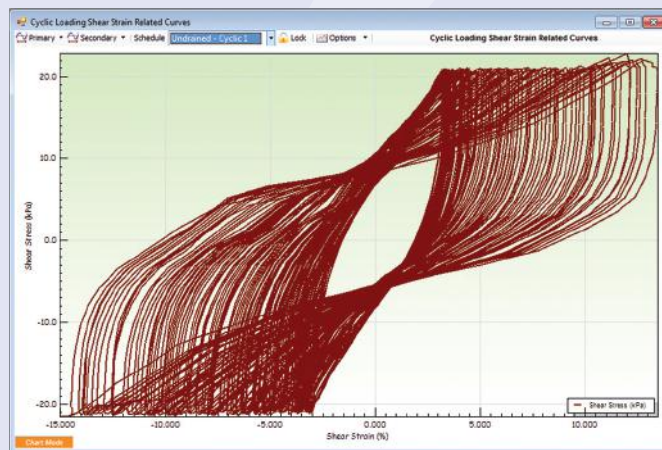 Cyclic Loading Shear Strain Related Curves
Primary Secondary Schedule Undrained - Cyclic 1 Lock Options Cyclic Loading Shear Strain Related Curves
20.0
10.0
0.0
-10.0
-20.0
Shear Stress (kPa)
-15.000 -10.000 -5.000 0.000 5.000 10.000
Shear Strain (%)
Shear Stress (kPa)
Chart Mode